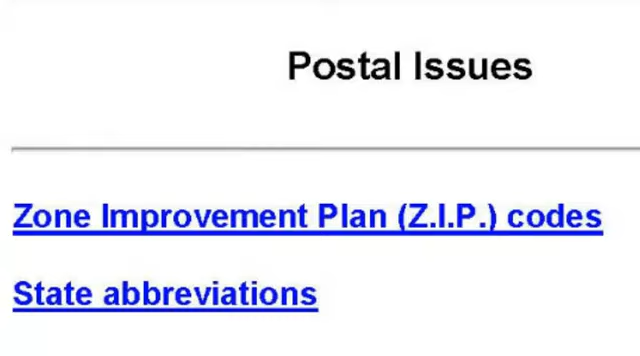 Postal Issues
Zone Improvement Plan (Z.I.P.) codes
State abbreviations